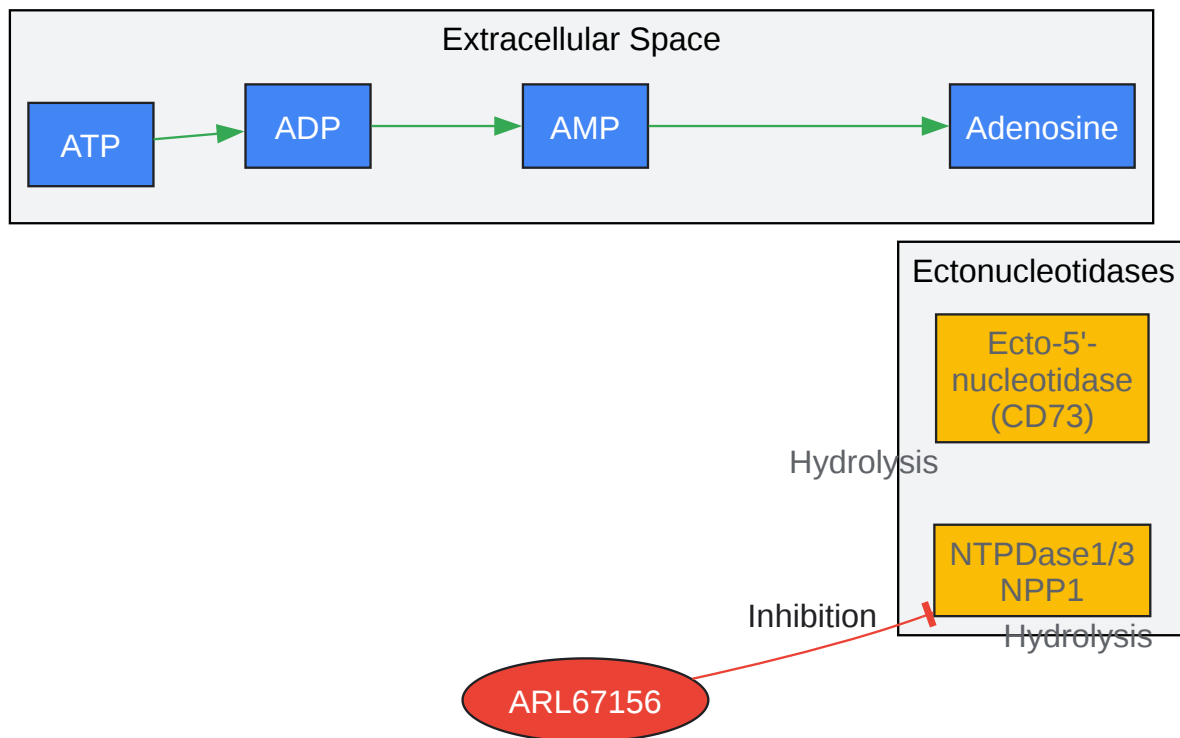 Extracellular Space
ATP
ADP
AMP
Adenosine
Ectonucleotidases
Ecto-5'-
nucleotidase
(CD73)
Hydrolysis
NTPDase1/3
NPP1
Inhibition
Hydrolysis
ARL67156